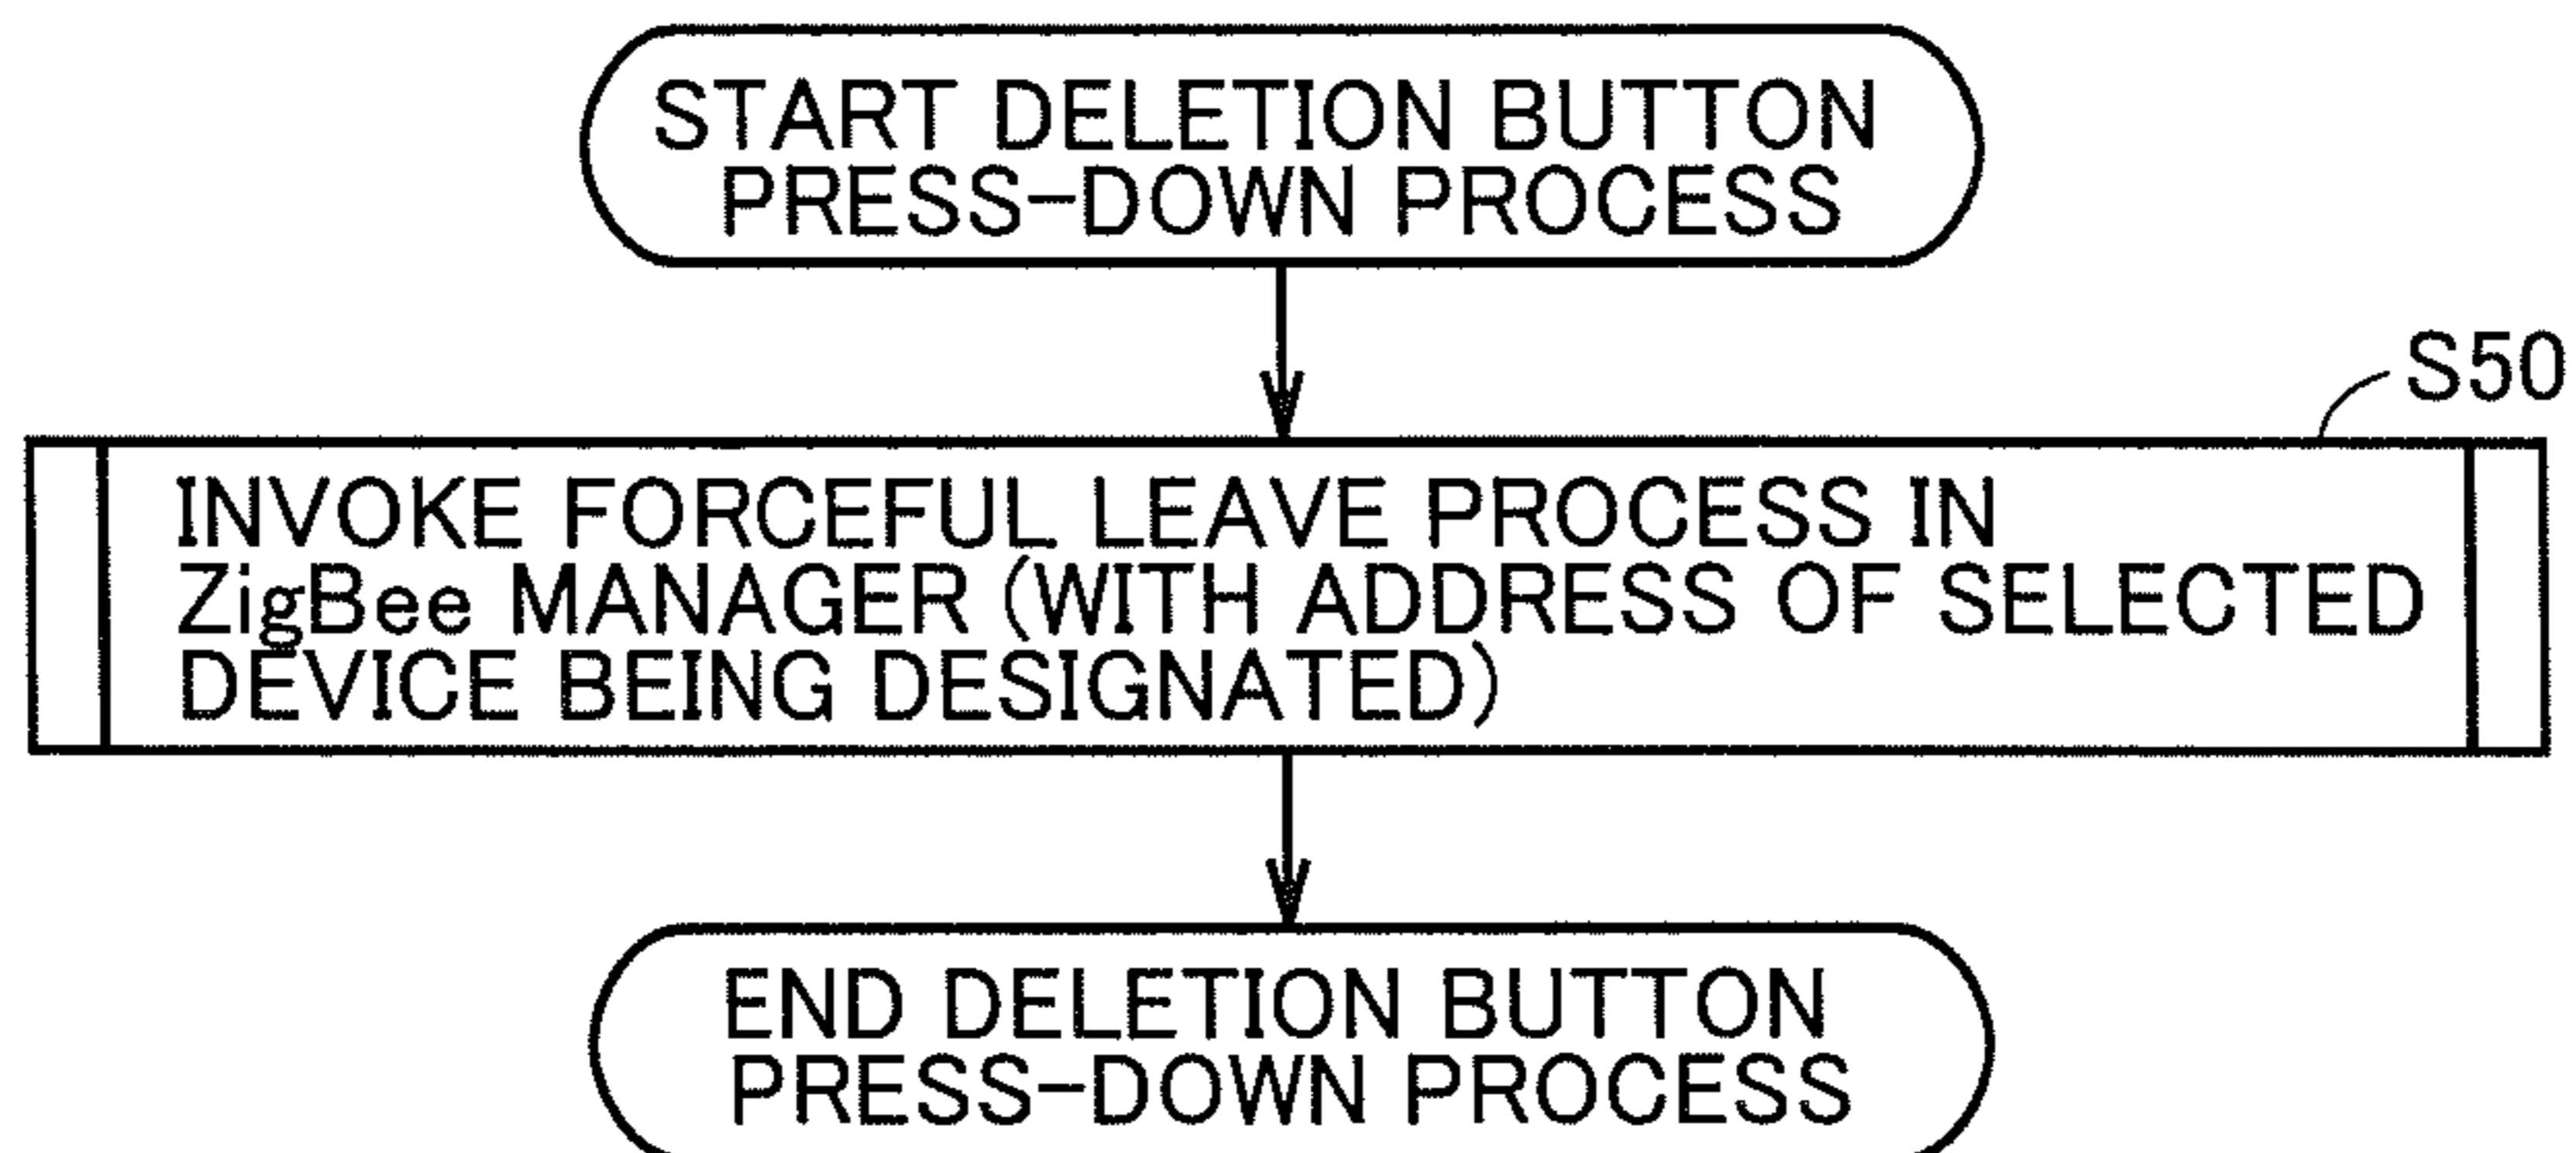 START DELETION BUTTON
PRESS-DOWN PROCESS
S50
INVOKE FORCEFUL LEAVE PROCESS IN
ZigBee MANAGER (WITH ADDRESS OF SELECTED
DEVICE BEING DESIGNATED)
END DELETION BUTTON
PRESS-DOWN PROCESS